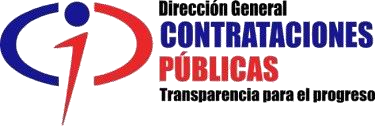 Dirección General
CONTRATACIONES
PÚBLICAS
Transparencia para el progreso